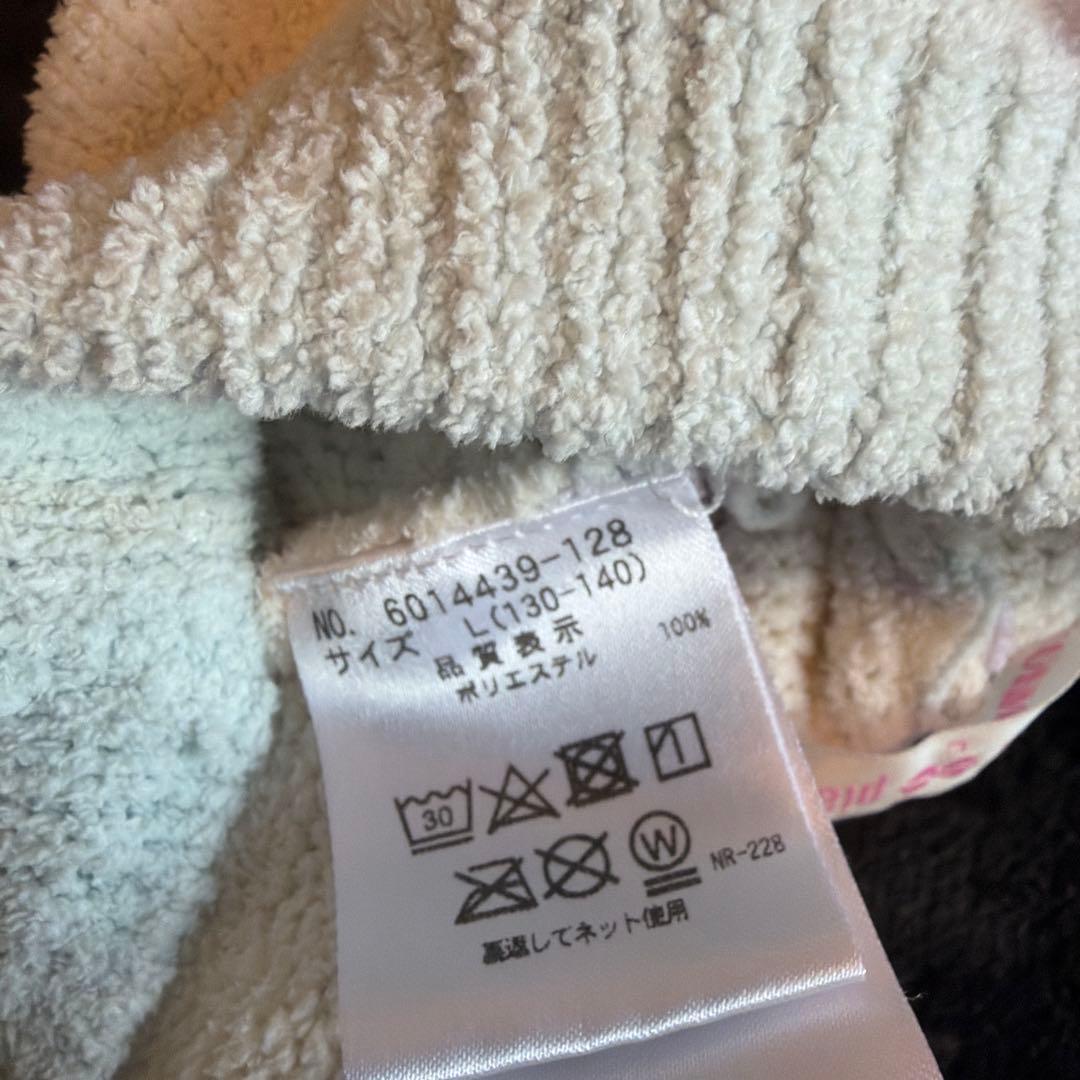 NO. 6014439-128
サイズ L(130-140)
品質表示
ポリエステル 100%
30
W
NR-228
裏返してネット使用